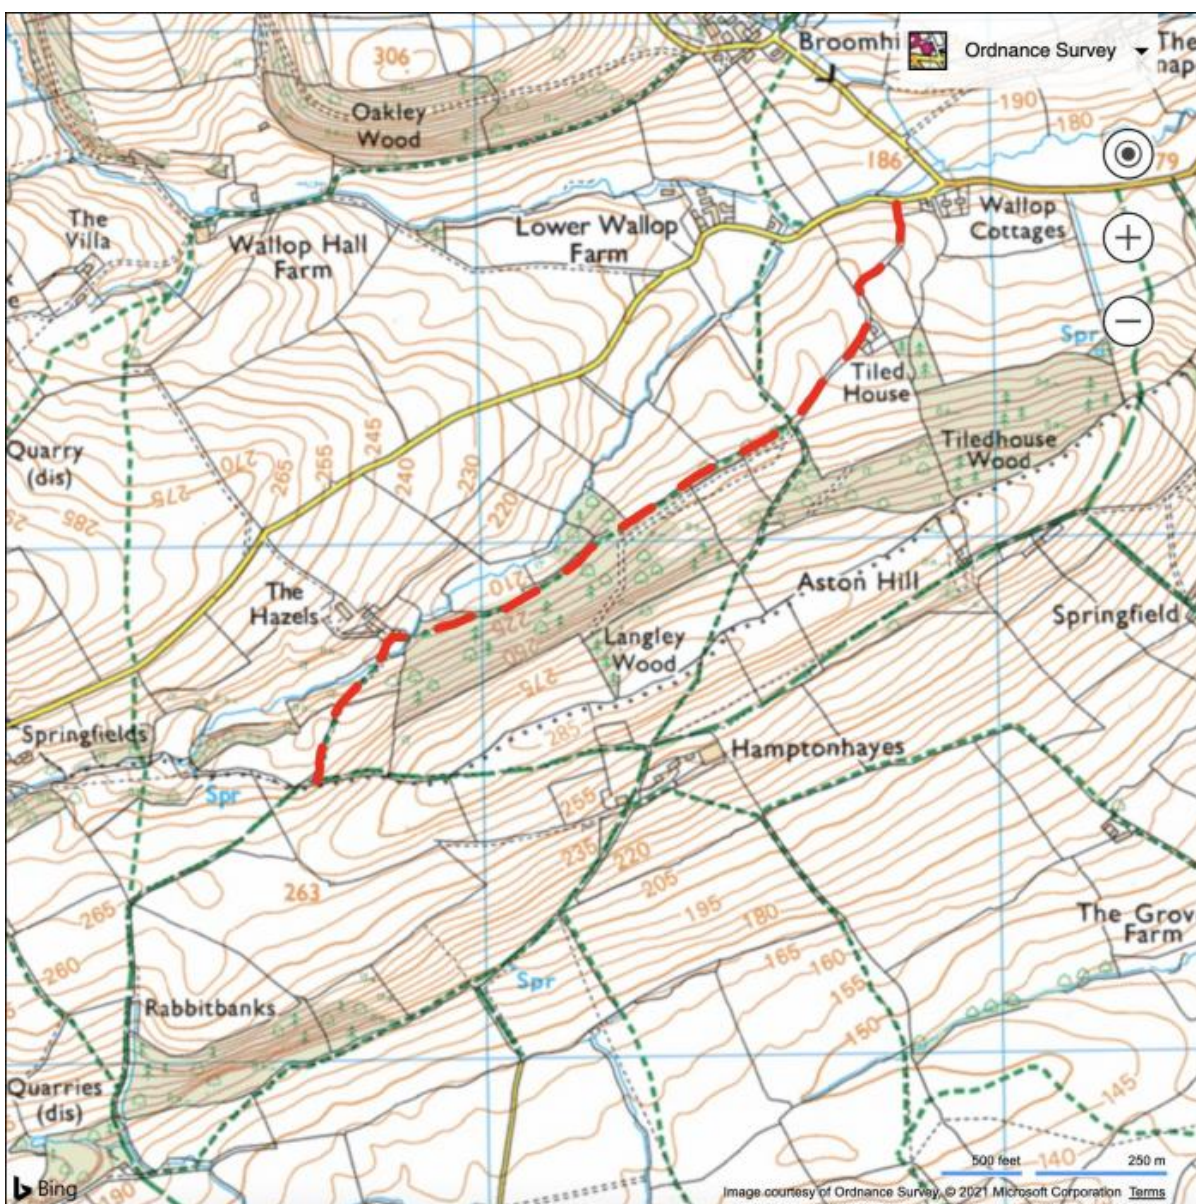 306
Broomhi
Ordnance Survey
The
nap
Oakley
Wood
190
180
186
79
The
Villa
Wallop Hall
Farm
Lower Wallop
Farm
Wallop
Cottages
Spr
Tiled
House
Quarry
(dis)
270
265
255
245
240
230
220
275
285
Tiledhouse
Wood
210
The
Hazels
225
Aston Hill
Springfield
Langley
Wood
275
285
Springfields
Spr
Hamptonhayes
255
235
220
263
265
205
195
180
The Grov
Farm
165
160
155
150
260
Spr
Rabbitbanks
Quarries
(dis)
145
140
190
500 feet
250 m
Bing
Image courtesy of Ordnance Survey, © 2021 Microsoft Corporation Terms